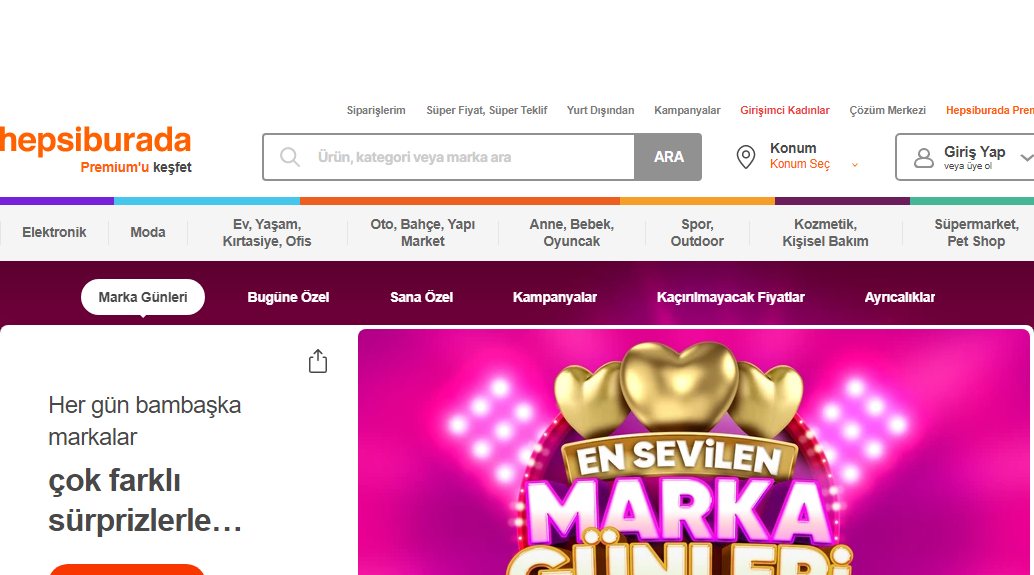 Siparişlerim
Süper Fiyat, Süper Teklif
Yurt Dışından
Kampanyalar
Girişimci Kadınlar
Çözüm Merkezi
Hepsiburada Prem
hepsiburada
Premium'u keşfet
Ürün, kategori veya marka ara
ARA
Konum
Konum Seç
Giriş Yap
veya üye ol
Elektronik
Moda
Ev, Yaşam,
Kırtasiye, Ofis
Oto, Bahçe, Yapı
Market
Anne, Bebek,
Oyuncak
Spor,
Outdoor
Kozmetik,
Kişisel Bakım
Süpermarket,
Pet Shop
Marka Günleri
Bugüne Özel
Sana Özel
Kampanyalar
Kaçırılmayacak Fiyatlar
Ayrıcalıklar
Her gün bambaşka
markalar
çok farklı
sürprizlerle...
EN SEVİLEN
MARKA
GÜNLERİ